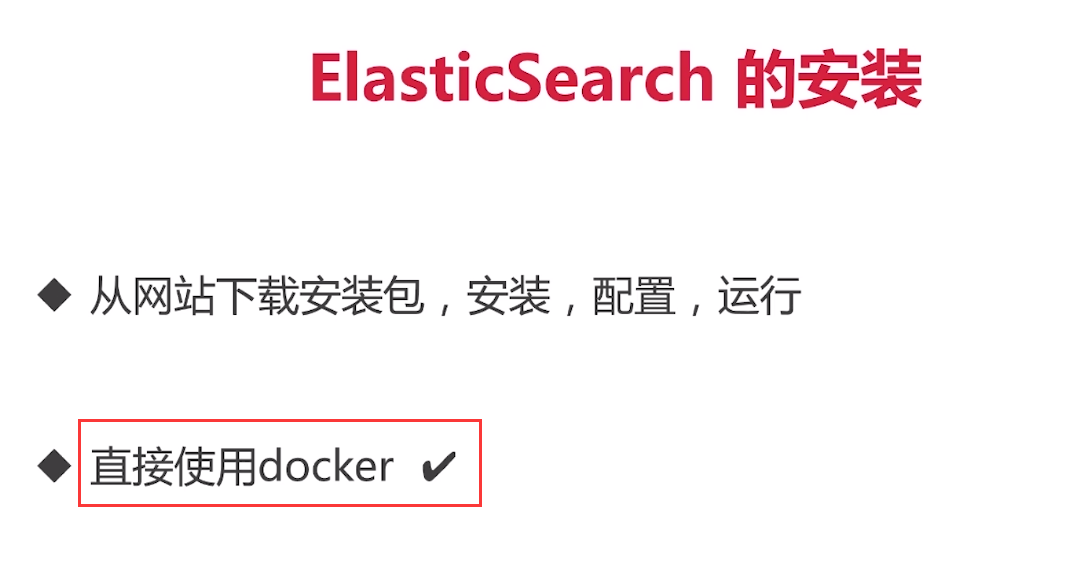 ElasticSearch 的安装
◆ 从网站下载安装包，安装，配置，运行
◆ 直接使用docker ✔